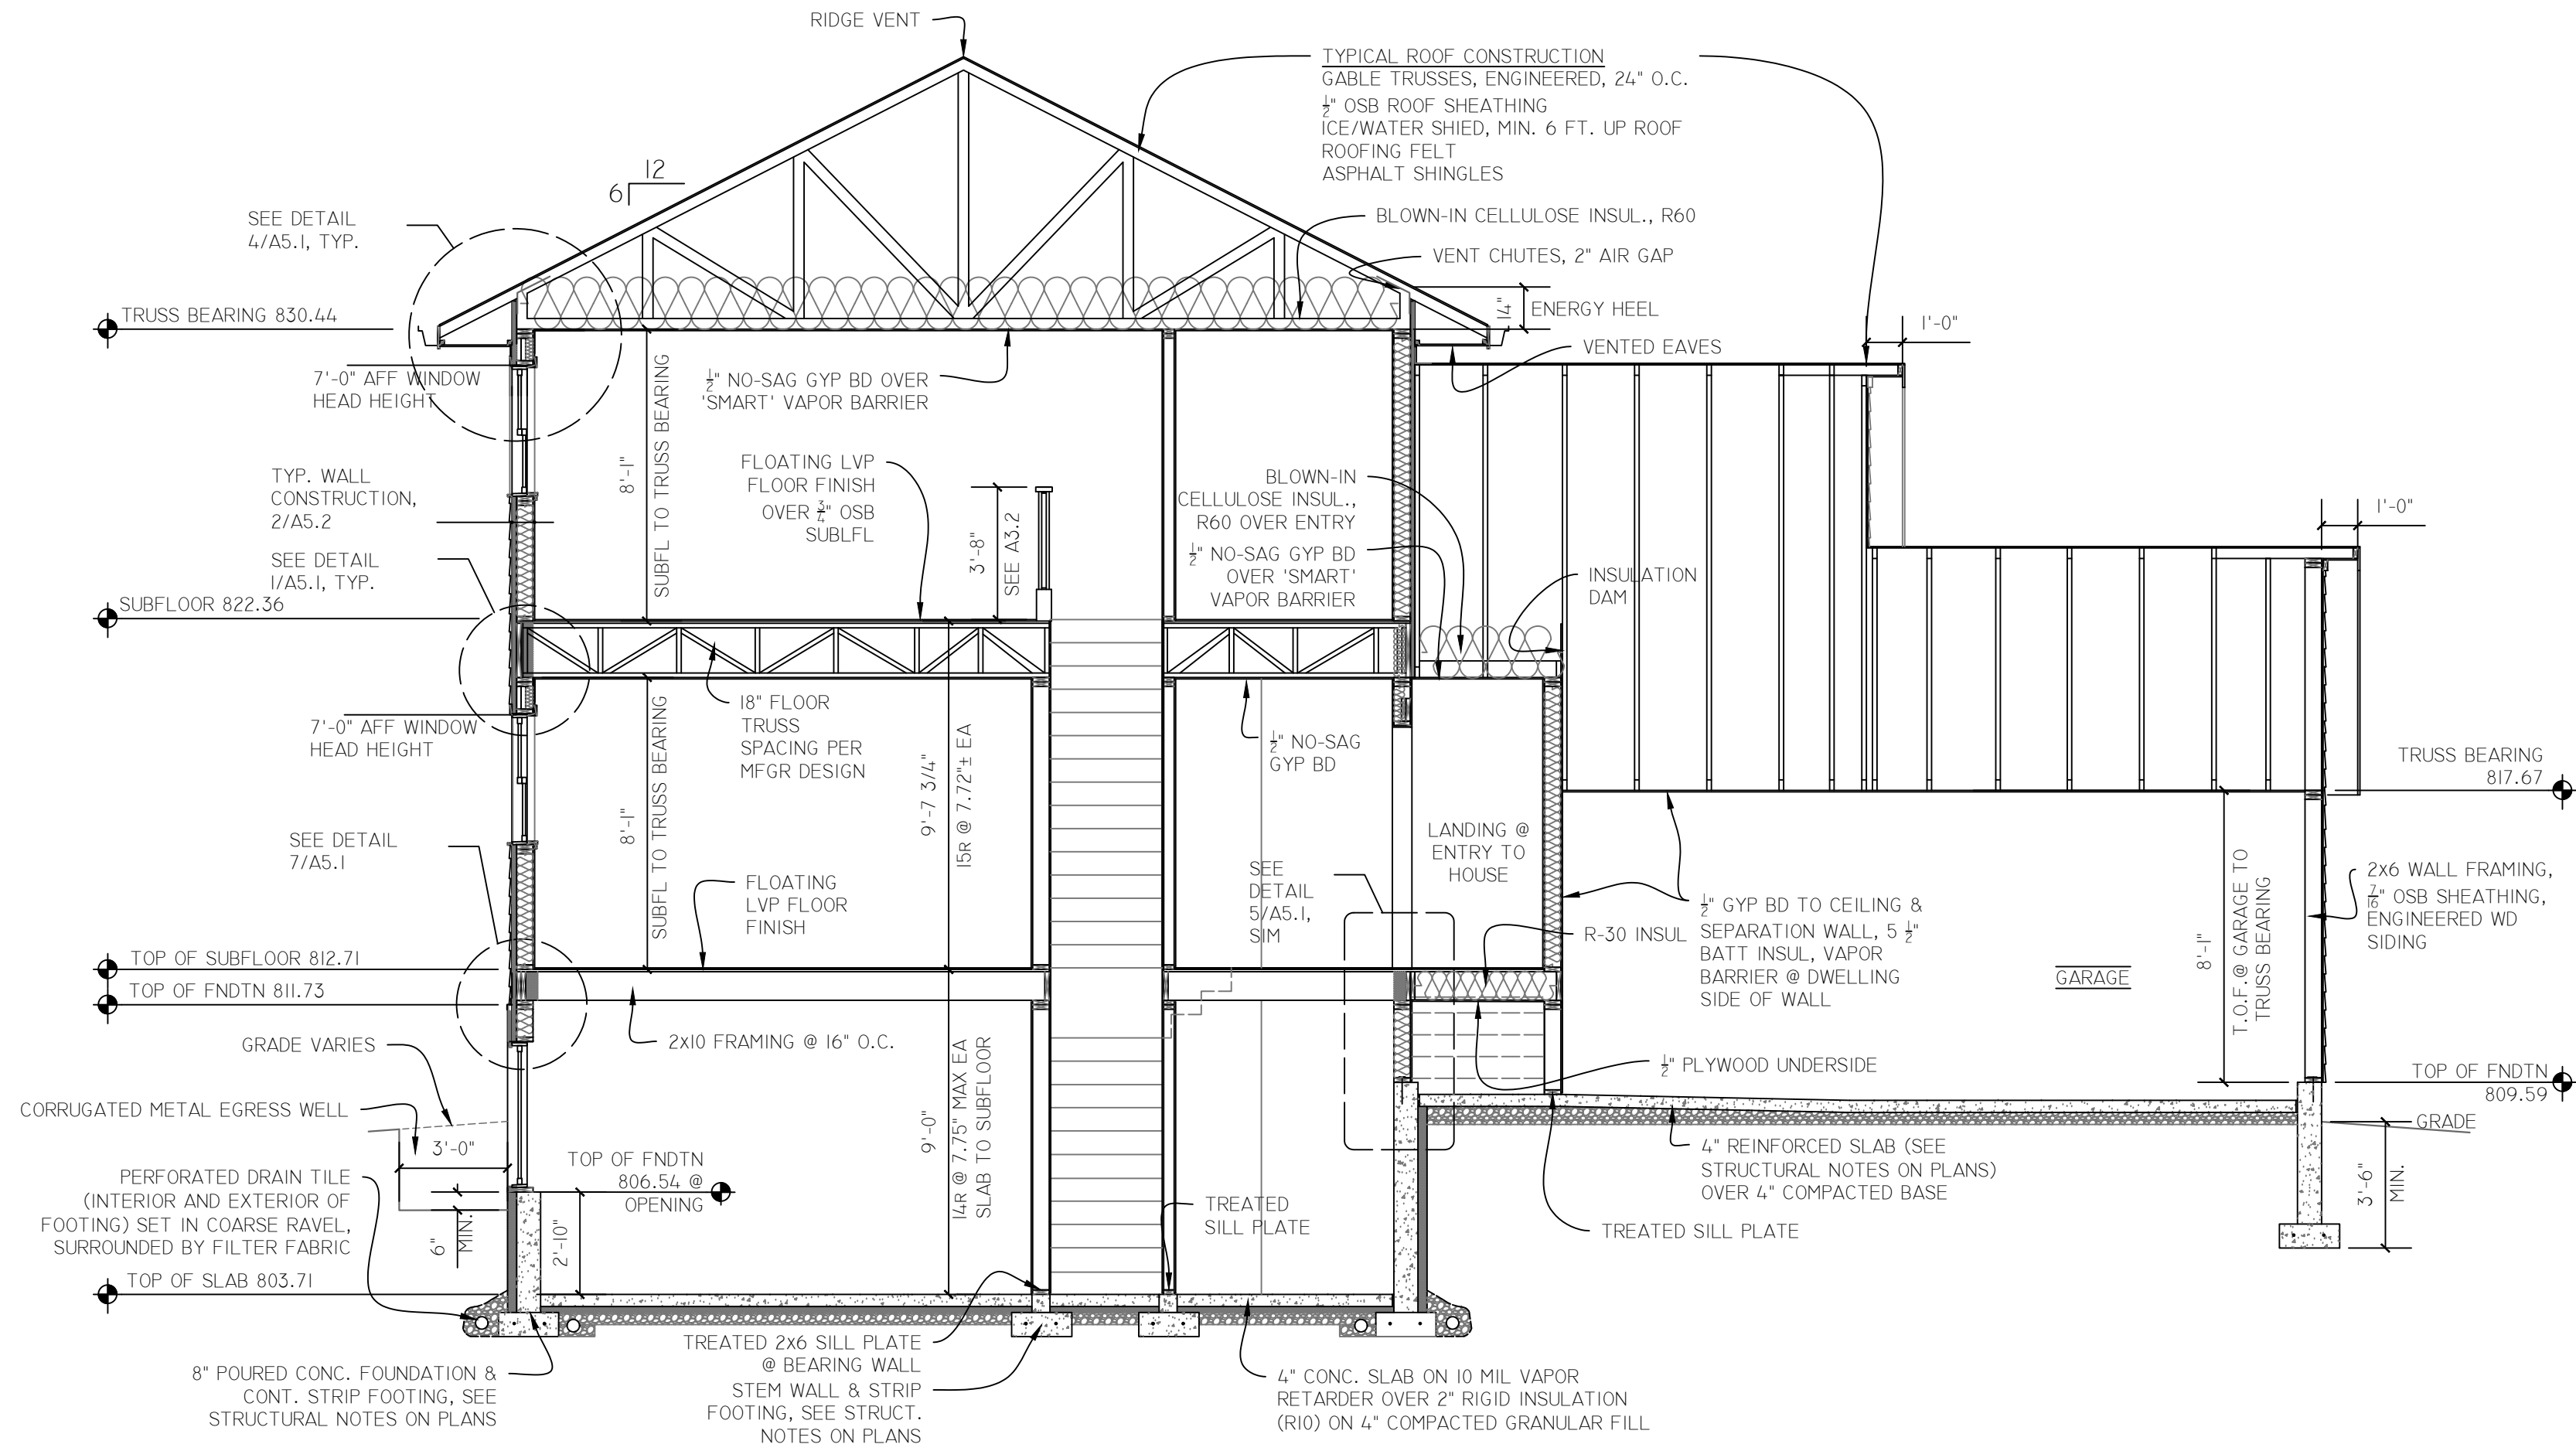 RIDGE VENT
TYPICAL ROOF CONSTRUCTION
GABLE TRUSSES, ENGINEERED, 24" O.C.
1/2" OSB ROOF SHEATHING
ICE/WATER SHIED, MIN. 6 FT. UP ROOF
ROOFING FELT
ASPHALT SHINGLES
12
6
SEE DETAIL
4/A5.1, TYP.
BLOWN-IN CELLULOSE INSUL., R60
VENT CHUTES, 2" AIR GAP
14"
ENERGY HEEL
VENTED EAVES
1'-0"
TRUSS BEARING 830.44
7'-0" AFF WINDOW
HEAD HEIGHT
1/2" NO-SAG GYP BD OVER
'SMART' VAPOR BARRIER
8'-1"
SUBFL TO TRUSS BEARING
TYP. WALL
CONSTRUCTION,
2/A5.2
SEE DETAIL
1/A5.1, TYP.
FLOATING LVP
FLOOR FINISH
OVER 3/4" OSB
SUBLFL
3'-8"
SEE A3.2
BLOWN-IN
CELLULOSE INSUL.,
R60 OVER ENTRY
1/2" NO-SAG GYP BD
OVER 'SMART'
VAPOR BARRIER
INSULATION
DAM
1'-0"
SUBFLOOR 822.36
7'-0" AFF WINDOW
HEAD HEIGHT
18" FLOOR
TRUSS
SPACING PER
MFGR DESIGN
8'-1"
SUBFL TO TRUSS BEARING
9'-7 3/4"
15R @ 7.72"± EA
1/2" NO-SAG
GYP BD
TRUSS BEARING
817.67
SEE DETAIL
7/A5.1
FLOATING
LVP FLOOR
FINISH
SEE
DETAIL
5/A5.1,
SIM
LANDING @
ENTRY TO
HOUSE
R-30 INSUL
1/2" GYP BD TO CEILING &
SEPARATION WALL, 5 1/2"
BATT INSUL, VAPOR
BARRIER @ DWELLING
SIDE OF WALL
GARAGE
8'-1"
T.O.F.@ GARAGE TO
TRUSS BEARING
2x6 WALL FRAMING,
7/16" OSB SHEATHING,
ENGINEERED WD
SIDING
TOP OF SUBFLOOR 812.71
TOP OF FNDTN 811.73
GRADE VARIES
2x10 FRAMING @ 16" O.C.
1/2" PLYWOOD UNDERSIDE
TOP OF FNDTN
809.59
CORRUGATED METAL EGRESS WELL
3'-0"
9'-0"
14R @ 7.75" MAX EA
SLAB TO SUBFLOOR
GRADE
3'-6"
MIN.
PERFORATED DRAIN TILE
(INTERIOR AND EXTERIOR OF
FOOTING) SET IN COARSE RAVEL,
SURROUNDED BY FILTER FABRIC
6"
MIN.
2'-10"
TOP OF FNDTN
806.54 @
OPENING
TREATED
SILL PLATE
4" REINFORCED SLAB (SEE
STRUCTURAL NOTES ON PLANS)
OVER 4" COMPACTED BASE
TREATED SILL PLATE
TOP OF SLAB 803.71
8" POURED CONC. FOUNDATION &
CONT. STRIP FOOTING, SEE
STRUCTURAL NOTES ON PLANS
TREATED 2x6 SILL PLATE
@ BEARING WALL
STEM WALL & STRIP
FOOTING, SEE STRUCT.
NOTES ON PLANS
4" CONC. SLAB ON 10 MIL VAPOR
RETARDER OVER 2" RIGID INSULATION
(R10) ON 4" COMPACTED GRANULAR FILL